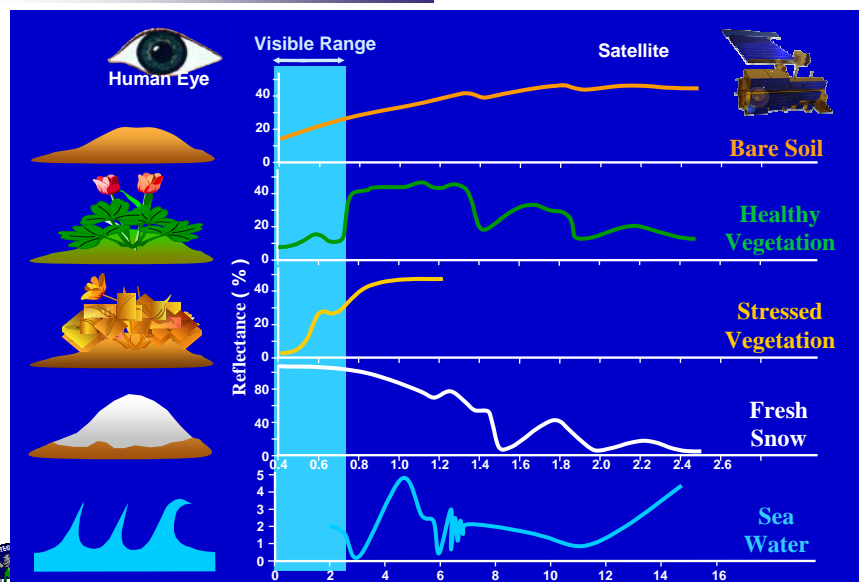 Visible Range
Satellite
Human Eye
40
20
0
Bare Soil
40
20
0
Healthy
Vegetation
Reflectance ( % )
40
20
0
Stressed
Vegetation
80
40
0
Fresh
Snow
0.4 0.6 0.8 1.0 1.2 1.4 1.6 1.8 2.0 2.2 2.4 2.6
5
4
3
2
1
0
Sea
Water
0 2 4 6 8 10 12 14 16